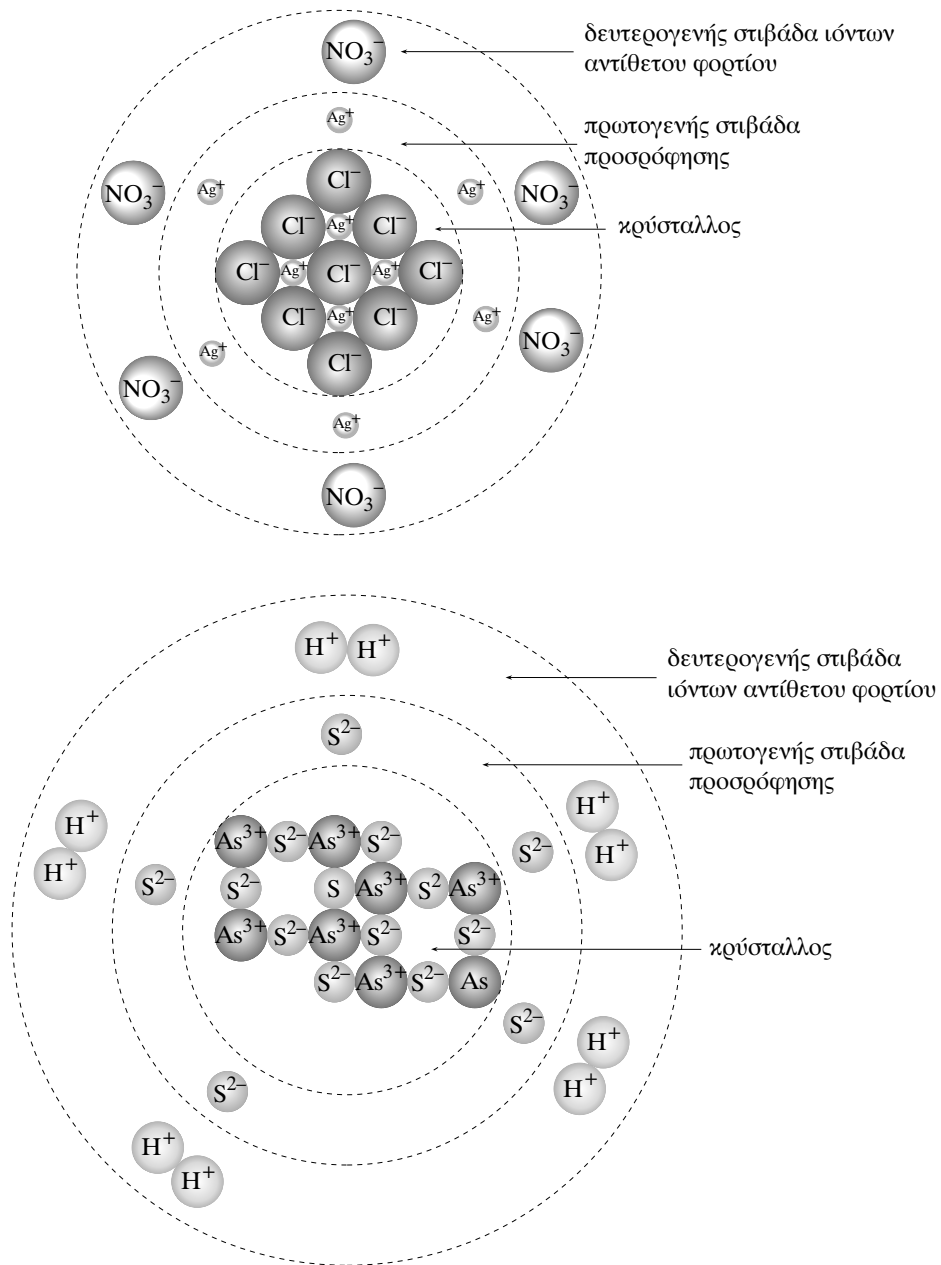 δευτερογενής στιβάδα ιόντων
αντίθετου φορτίου
NO₃⁻
Ag⁺
πρωτογενής στιβάδα
προσρόφησης
Cl⁻
NO₃⁻ Ag⁺ Ag⁺ NO₃⁻
Cl⁻ Ag⁺ Cl⁻
κρύσταλλος
Cl⁻ Ag⁺ Cl⁻ Ag⁺ Cl⁻
Cl⁻ Ag⁺ Cl⁻ Ag⁺
Ag⁺ NO₃⁻
Cl⁻
NO₃⁻
Ag⁺
NO₃⁻
H⁺ H⁺
δευτερογενής στιβάδα
ιόντων αντίθετου φορτίου
S²⁻
πρωτογενής στιβάδα
προσρόφησης
H⁺ H⁺
As³⁺ S²⁻ As³⁺ S²⁻
H⁺ S²⁻ H⁺
S²⁻ S²⁻ S As³⁺ S² As³⁺
As³⁺ S²⁻ As³⁺ S²⁻ S²⁻
κρύσταλλος
S²⁻ As³⁺ S²⁻ As
S²⁻ H⁺
H⁺
S²⁻
H⁺
H⁺